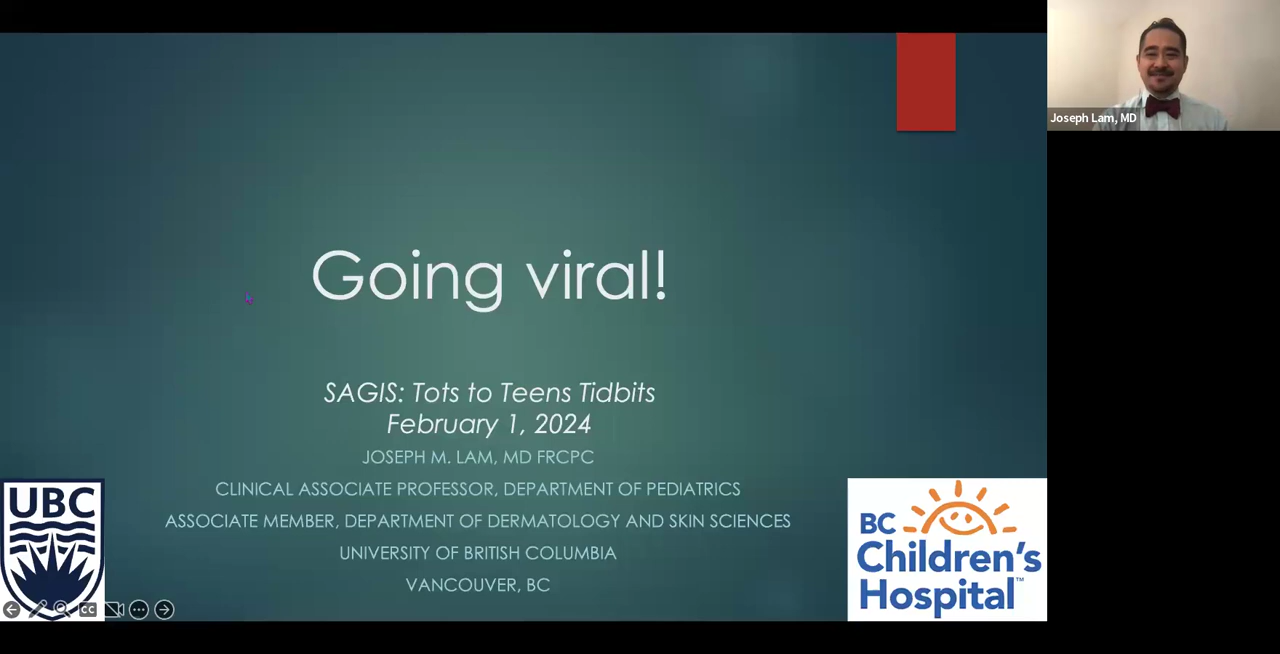 Going viral!
SAGIS: Tots to Teens Tidbits
February 1, 2024
JOSEPH M. LAM, MD FRCPC
CLINICAL ASSOCIATE PROFESSOR, DEPARTMENT OF PEDIATRICS
ASSOCIATE MEMBER, DEPARTMENT OF DERMATOLOGY AND SKIN SCIENCES
UNIVERSITY OF BRITISH COLUMBIA
VANCOUVER, BC
UBC
BC
Children's
Hospital™
CC
Joseph Lam, MD